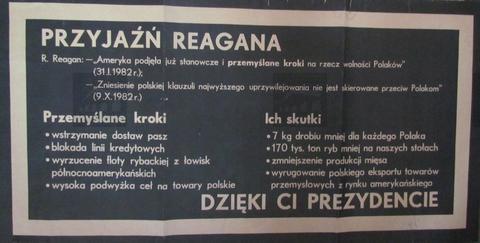 PRZYJAŹŃ REAGANA
R. Reagan: —„Ameryka podjęła już stanowcze i przemyślane kroki na rzecz wolności Polaków"
(31.I.1982 r.);
—„Zniesienie polskiej klauzuli najwyższego uprzywilejowania nie jest skierowane przeciw Polakom"
(9.X.1982 r.)
Przemyślane kroki
• wstrzymanie dostaw pasz
• blokada linii kredytowych
• wyrzucenie floty rybackiej z łowisk
północnoamerykańskich
• wysoka podwyżka ceł na towary polskie
Ich skutki
• 7 kg drobiu mniej dla każdego Polaka
• 170 tys. ton ryb mniej na naszych stołach
• zmniejszenie produkcji mięsa
• wyrugowanie polskiego eksportu towarów
przemysłowych z rynku amerykańskiego
DZIĘKI CI PREZYDENCIE